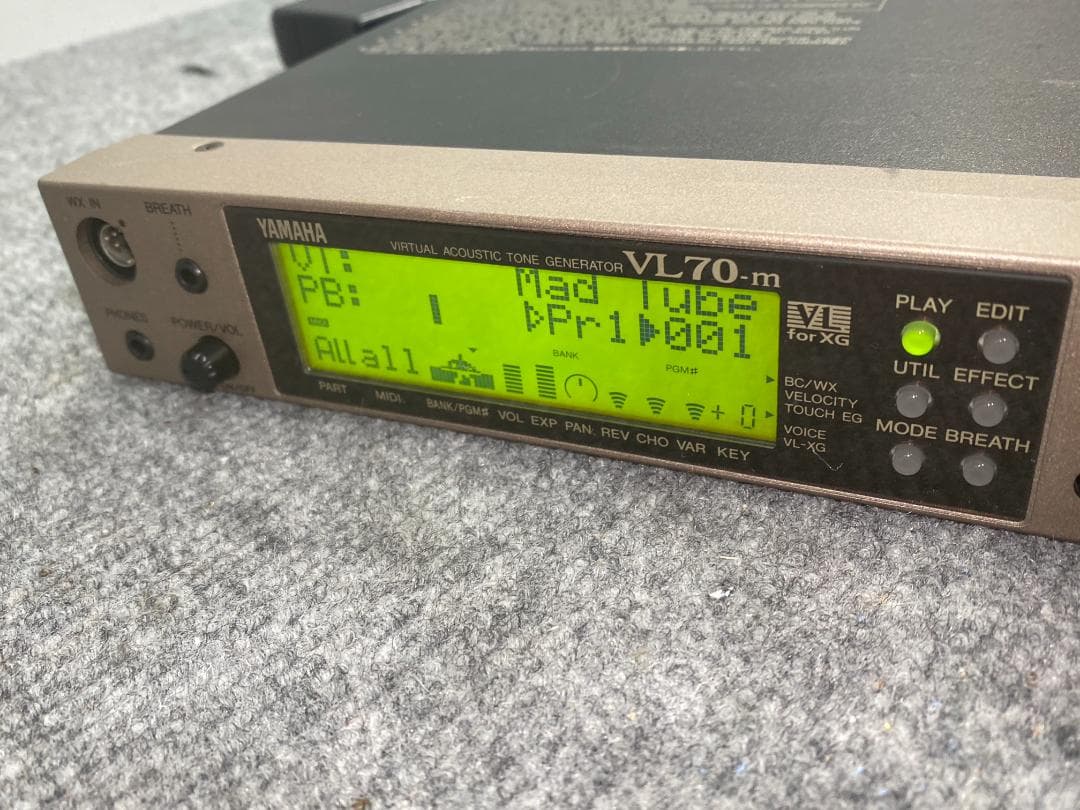 WX IN
BREATH
PHONES
POWER/VOL
YAMAHA
VIRTUAL ACOUSTIC TONE GENERATOR VL70-m
VT:
Mad Tube
PB:
Pr1 001
BANK PGM#
ALLall
+ 0
PART MIDI BANK/PGM# VOL EXP PAN REV CHO VAR KEY
VL
for XG
BC/WX
VELOCITY
TOUCH EG
VOICE
VL-XG
PLAY EDIT
UTIL EFFECT
MODE BREATH